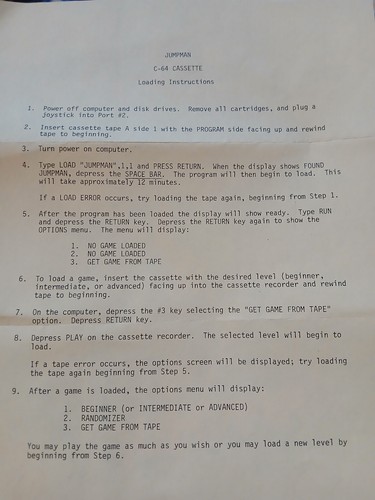 JUMPMAN
C-64 CASSETTE
Loading Instructions
1. Power off computer and disk drives. Remove all cartridges, and plug a
joystick into Port #2.
2. Insert cassette tape A side 1 with the PROGRAM side facing up and rewind
tape to beginning.
3. Turn power on computer.
4. Type LOAD "JUMPMAN",1,1 and PRESS RETURN. When the display shows FOUND
JUMPMAN, depress the SPACE BAR. The program will then begin to load. This
will take approximately 12 minutes.
If a LOAD ERROR occurs, try loading the tape again, beginning from Step 1.
5. After the program has been loaded the display will show ready. Type RUN
and depress the RETURN key. Depress the RETURN key again to show the
OPTIONS menu. The menu will display:
1. NO GAME LOADED
2. NO GAME LOADED
3. GET GAME FROM TAPE
6. To load a game, insert the cassette with the desired level (beginner,
intermediate, or advanced) facing up into the cassette recorder and rewind
tape to beginning.
7. On the computer, depress the #3 key selecting the "GET GAME FROM TAPE"
option. Depress RETURN key.
8. Depress PLAY on the cassette recorder. The selected level will begin to
load.
If a tape error occurs, the options screen will be displayed; try loading
the tape again beginning from Step 5.
9. After a game is loaded, the options menu will display:
1. BEGINNER (or INTERMEDIATE or ADVANCED)
2. RANDOMIZER
3. GET GAME FROM TAPE
You may play the game as much as you wish or you may load a new level by
beginning from Step 6.